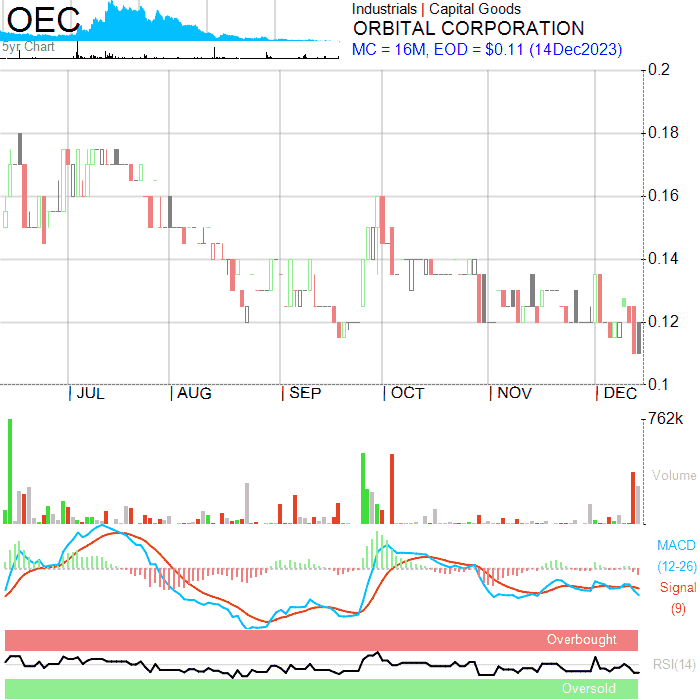 OEC
5yr Chart
Industrials | Capital Goods
ORBITAL CORPORATION
MC = 16M, EOD = $0.11 (14Dec2023)
0.2
0.18
0.16
0.14
0.12
0.1
JUL AUG SEP OCT NOV DEC
762k
Volume
MACD
(12-26)
Signal
(9)
Overbought
RSI(14)
Oversold